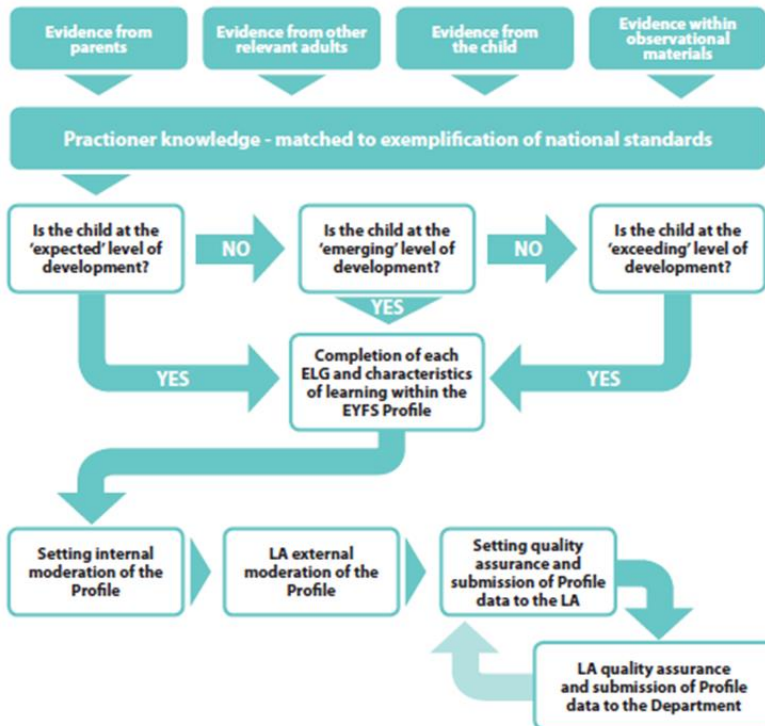 Evidence from
parents
Evidence from other
relevant adults
Evidence from
the child
Evidence within
observational
materials
Practioner knowledge - matched to exemplification of national standards
Is the child at the
‘expected’ level of
development?
NO
Is the child at the
‘emerging’ level of
development?
NO
Is the child at the
‘exceeding’ level of
development?
YES
YES
Completion of each
ELG and characteristics
of learning within the
EYFS Profile
YES
Setting internal
moderation of the
Profile
LA external
moderation of the
Profile
Setting quality
assurance and
submission of Profile
data to the LA
LA quality assurance
and submission of Profile
data to the Department